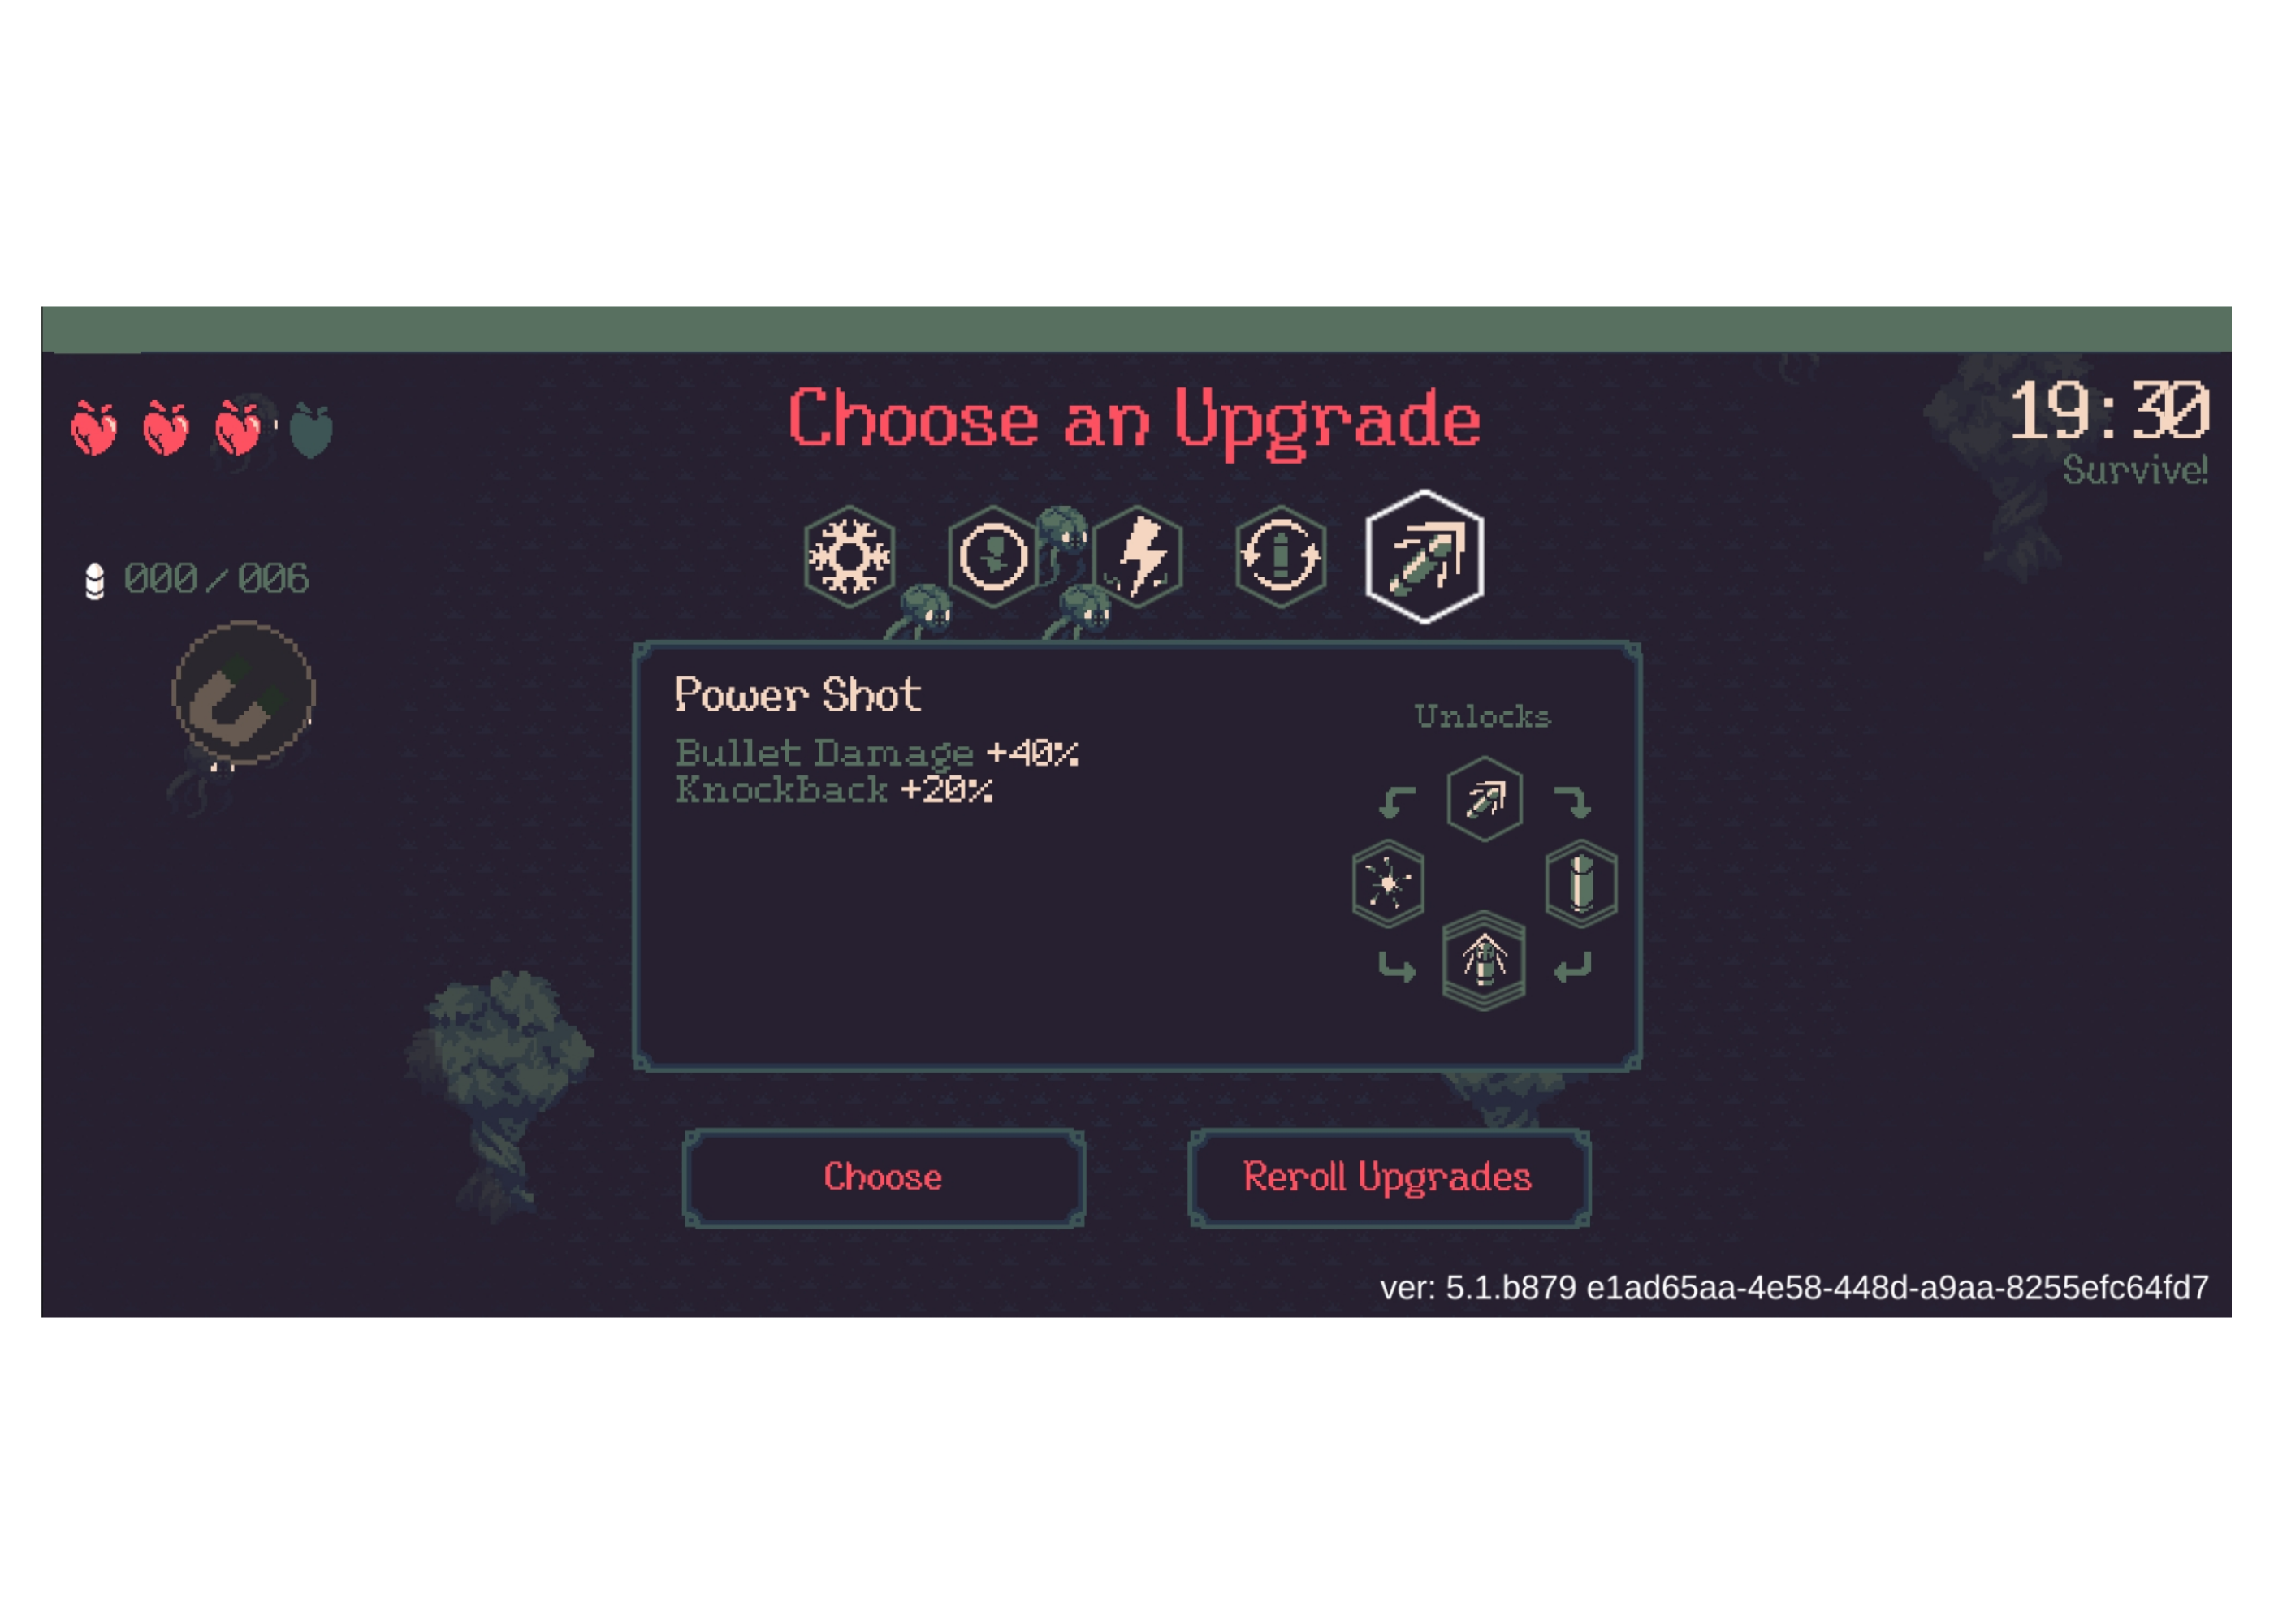 Choose an Upgrade
19:30
Survive!
000/006
Power Shot
Unlocks
Bullet Damage +40%
Knockback +20%
Choose
Reroll Upgrades
ver: 5.1.b879 e1ad65aa-4e58-448d-a9aa-8255efc64fd7